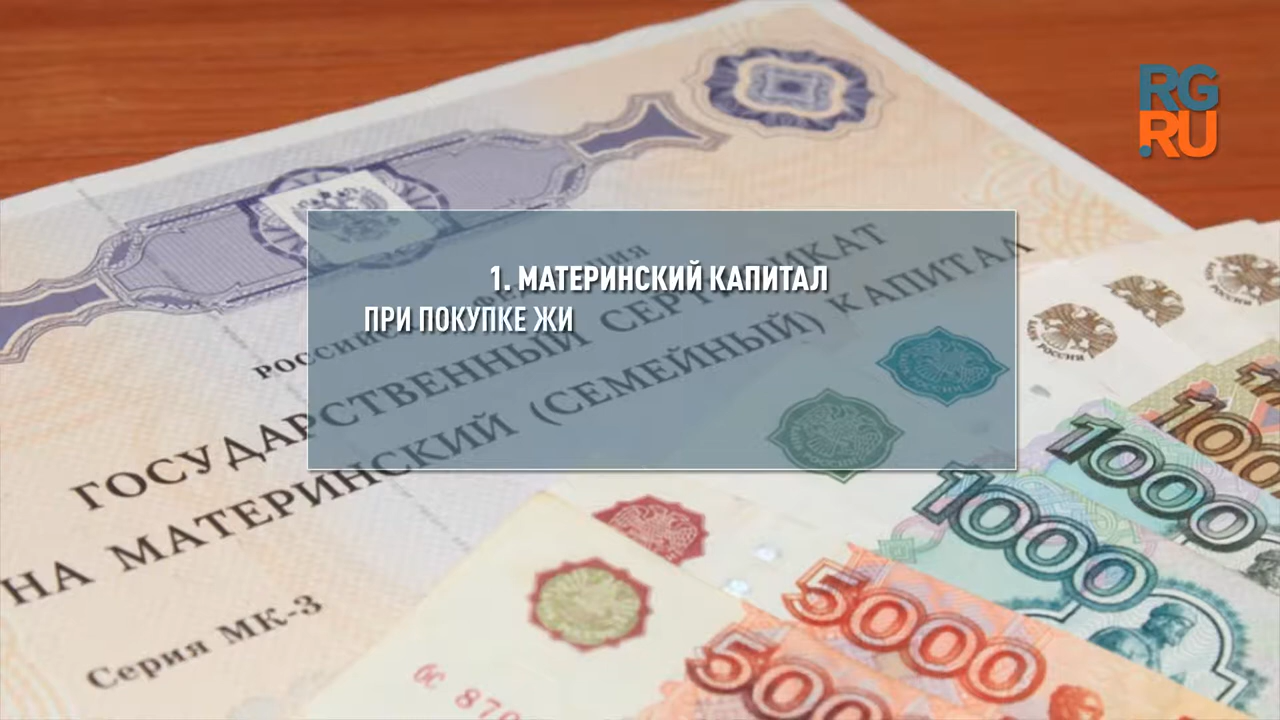 RG
.RU
1. МАТЕРИНСКИЙ КАПИТАЛ
ПРИ ПОКУПКЕ ЖИ
ГОСУДАРСТВЕННЫЙ СЕРТИФИКАТ
НА МАТЕРИНСКИЙ (СЕМЕЙНЫЙ) КАПИТАЛ
Серия МК-3
1000
1000
5000